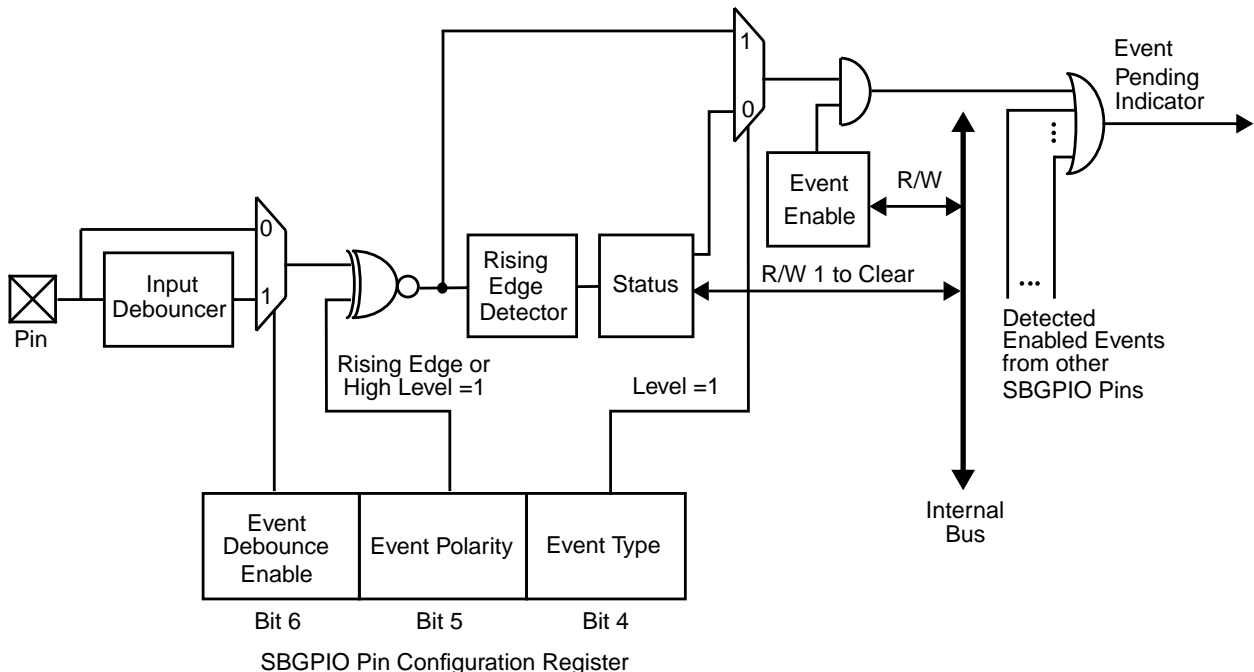 Event
Pending
Indicator
1
0
Event
Enable
R/W
0
1
Input
Debouncer
Rising
Edge
Detector
Status
R/W 1 to Clear
Pin
...
...
Detected
Enabled Events
from other
SBGPIO Pins
Rising Edge or
High Level =1
Level =1
Internal
Bus
Event
Debounce
Enable
Event Polarity
Event Type
Bit 6
Bit 5
Bit 4
SBGPIO Pin Configuration Register